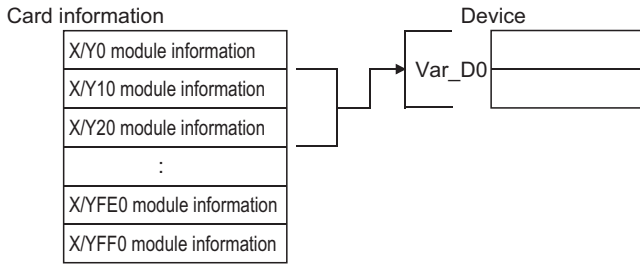 Card information
Device
X/Y0 module information
X/Y10 module information
X/Y20 module information
:
X/YFE0 module information
X/YFF0 module information
Var_D0